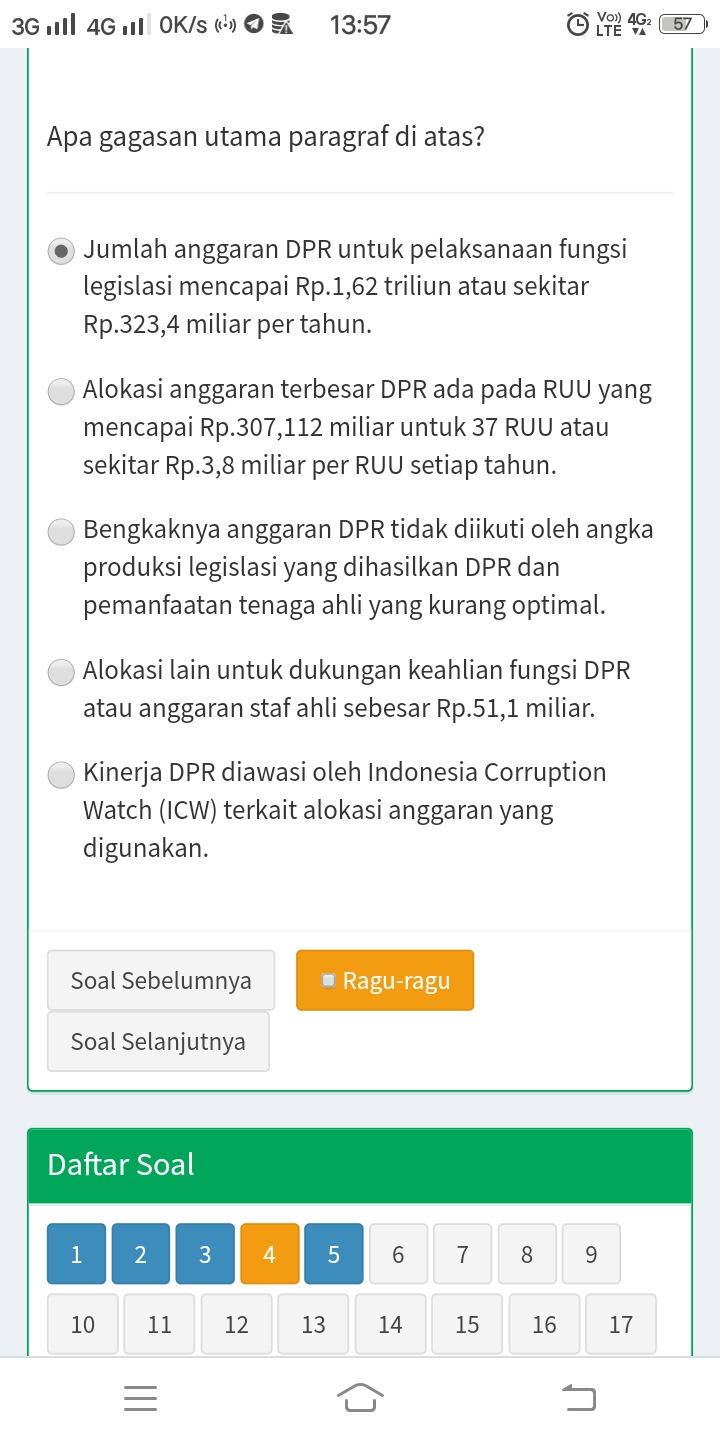 3G 4G 0K/s 13:57 Vo)) LTE 4G2 57
Apa gagasan utama paragraf di atas?
Jumlah anggaran DPR untuk pelaksanaan fungsi
legislasi mencapai Rp.1,62 triliun atau sekitar
Rp.323,4 miliar per tahun.
Alokasi anggaran terbesar DPR ada pada RUU yang
mencapai Rp.307,112 miliar untuk 37 RUU atau
sekitar Rp.3,8 miliar per RUU setiap tahun.
Bengkaknya anggaran DPR tidak diikuti oleh angka
produksi legislasi yang dihasilkan DPR dan
pemanfaatan tenaga ahli yang kurang optimal.
Alokasi lain untuk dukungan keahlian fungsi DPR
atau anggaran staf ahli sebesar Rp.51,1 miliar.
Kinerja DPR diawasi oleh Indonesia Corruption
Watch (ICW) terkait alokasi anggaran yang
digunakan.
Soal Sebelumnya Ragu-ragu
Soal Selanjutnya
Daftar Soal
1 2 3 4 5 6 7 8 9
10 11 12 13 14 15 16 17